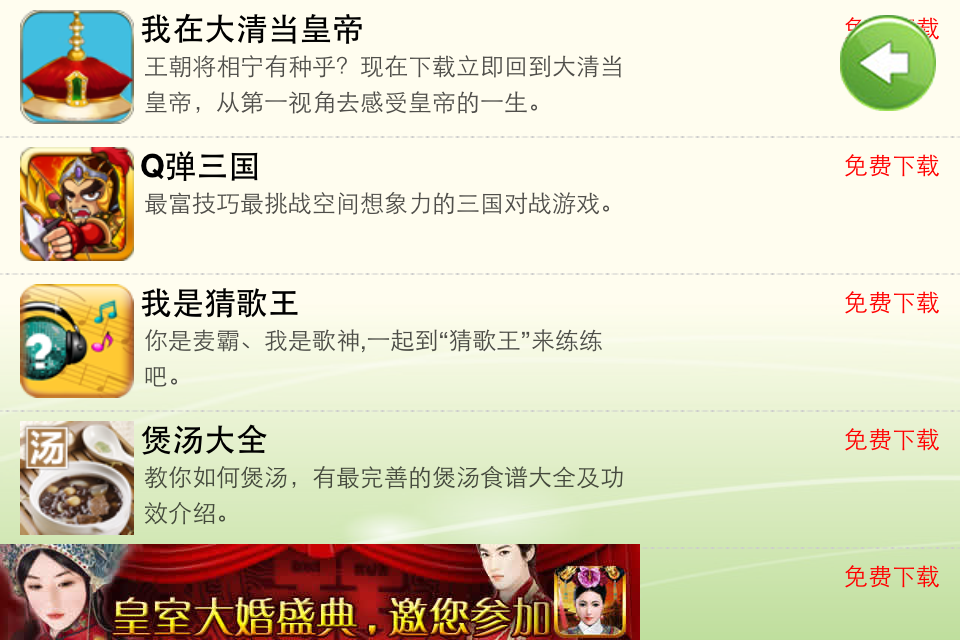 我在大清当皇帝
免费下载
王朝将相宁有种乎？现在下载立即回到大清当
皇帝，从第一视角去感受皇帝的一生。
Q弹三国
免费下载
最富技巧最挑战空间想象力的三国对战游戏。
我是猜歌王
免费下载
你是麦霸、我是歌神,一起到“猜歌王”来练练
吧。
汤
煲汤大全
免费下载
教你如何煲汤，有最完善的煲汤食谱大全及功
效介绍。
免费下载
皇室大婚盛典，邀您参加